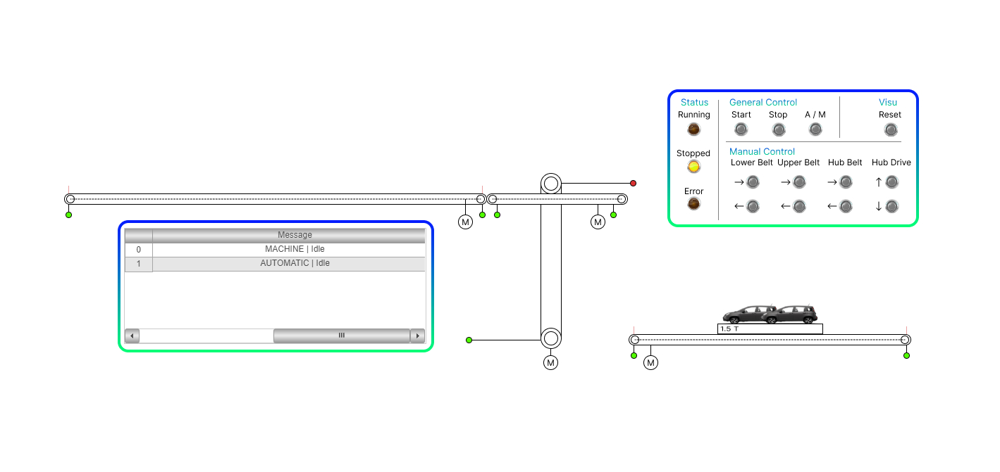 Status
General Control
Visu
Running
Start
Stop
A / M
Reset
Stopped
Manual Control
Lower Belt
Upper Belt
Hub Belt
Hub Drive
Error
→
→
→
↑
←
←
←
↓
M
M
Message
0
MACHINE | Idle
1
AUTOMATIC | Idle
1.5 T
M
M